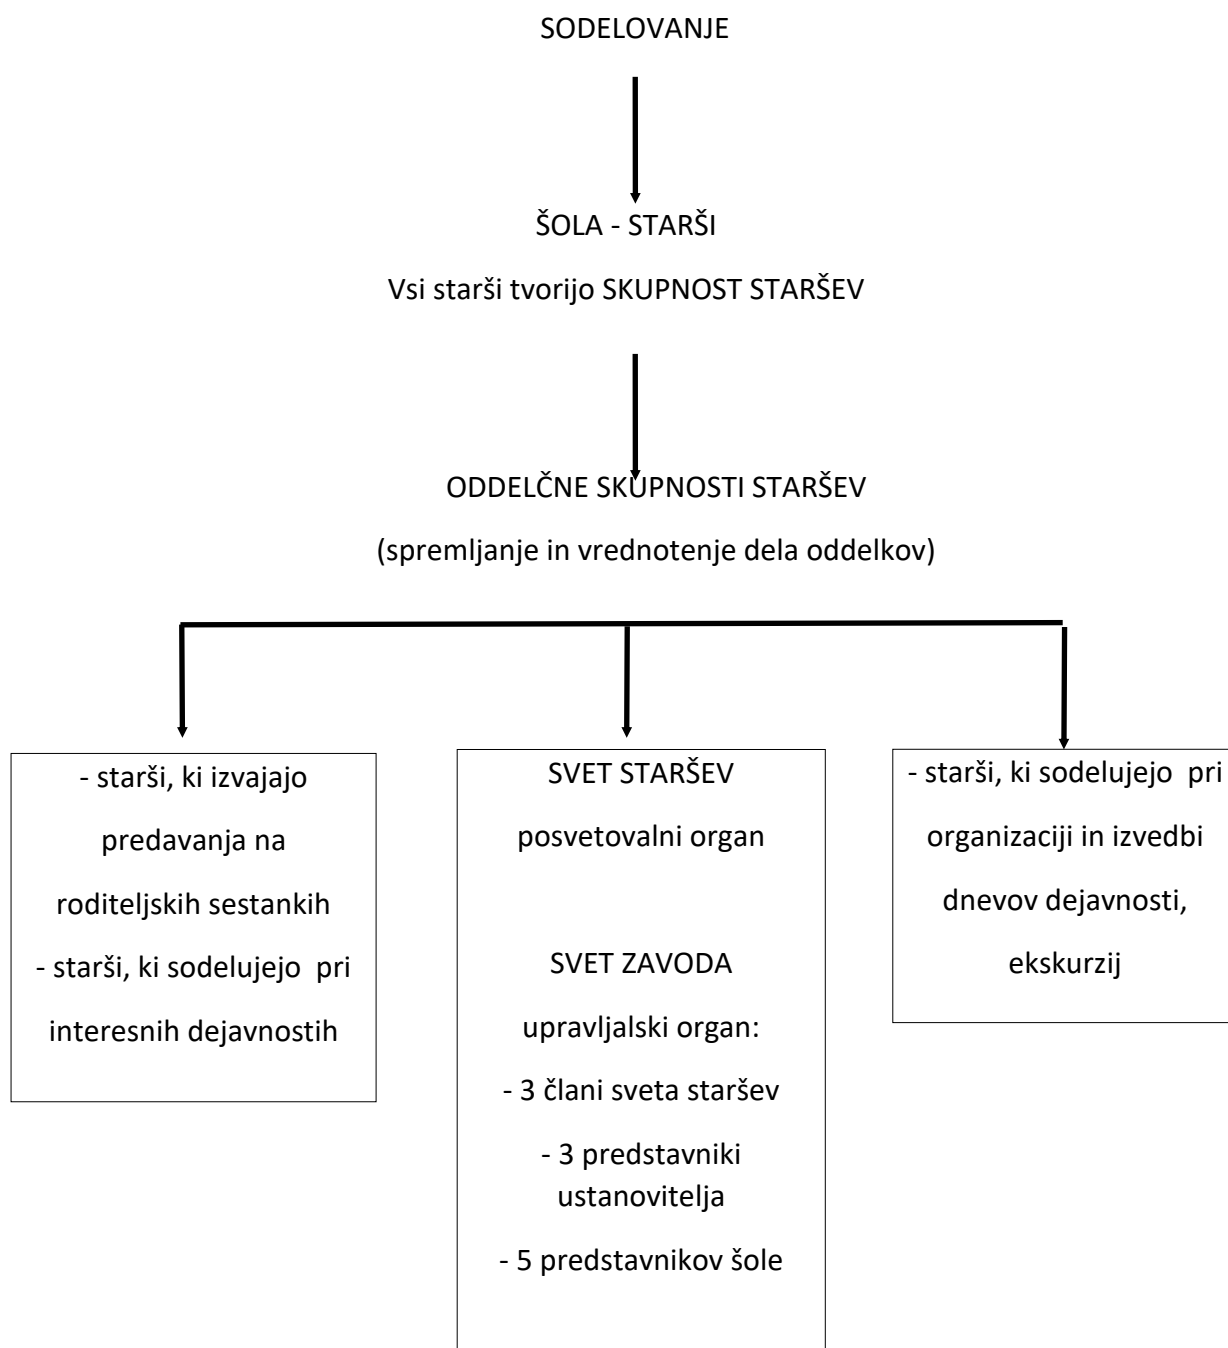 SODELOVANJE
ŠOLA - STARŠI
Vsi starši tvorijo SKUPNOST STARŠEV
ODDELČNE SKUPNOSTI STARŠEV
(spremljanje in vrednotenje dela oddelkov)
- starši, ki izvajajo
predavanja na
roditeljskih sestankih
- starši, ki sodelujejo  pri
interesnih dejavnostih
SVET STARŠEV
posvetovalni organ
SVET ZAVODA
upravljalski organ:
- 3 člani sveta staršev
- 3 predstavniki
ustanovitelja
- 5 predstavnikov šole
- starši, ki sodelujejo  pri
organizaciji in izvedbi
dnevov dejavnosti,
ekskurzij